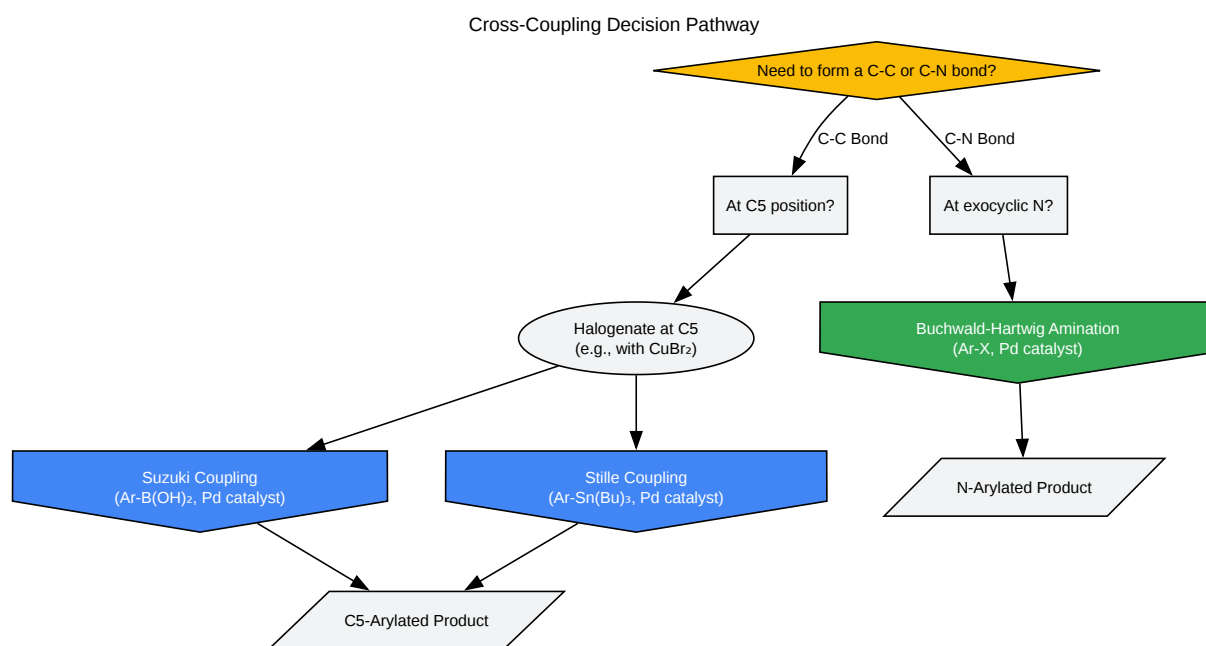 Cross-Coupling Decision Pathway
Need to form a C-C or C-N bond?
C-C Bond
C-N Bond
At C5 position?
At exocyclic N?
Halogenate at C5
(e.g., with CuBr₂)
Buchwald-Hartwig Amination
(Ar-X, Pd catalyst)
Suzuki Coupling
(Ar-B(OH)₂, Pd catalyst)
Stille Coupling
(Ar-Sn(Bu)₃, Pd catalyst)
N-Arylated Product
C5-Arylated Product